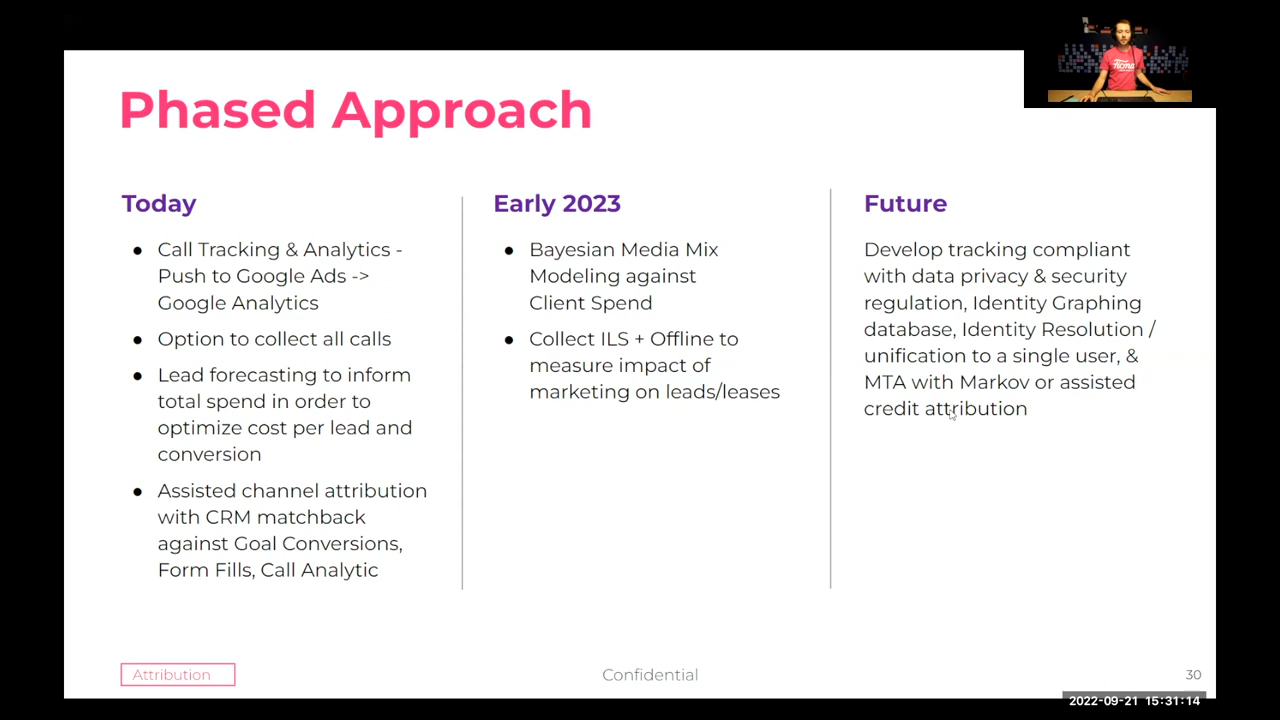 Phased Approach
Today
● Call Tracking & Analytics -
Push to Google Ads ->
Google Analytics
● Option to collect all calls
● Lead forecasting to inform
total spend in order to
optimize cost per lead and
conversion
● Assisted channel attribution
with CRM matchback
against Goal Conversions,
Form Fills, Call Analytic
Early 2023
● Bayesian Media Mix
Modeling against
Client Spend
● Collect ILS + Offline to
measure impact of
marketing on leads/leases
Future
Develop tracking compliant
with data privacy & security
regulation, Identity Graphing
database, Identity Resolution /
unification to a single user, &
MTA with Markov or assisted
credit attribution
Attribution
Confidential
30
2022-09-21 15:31:14